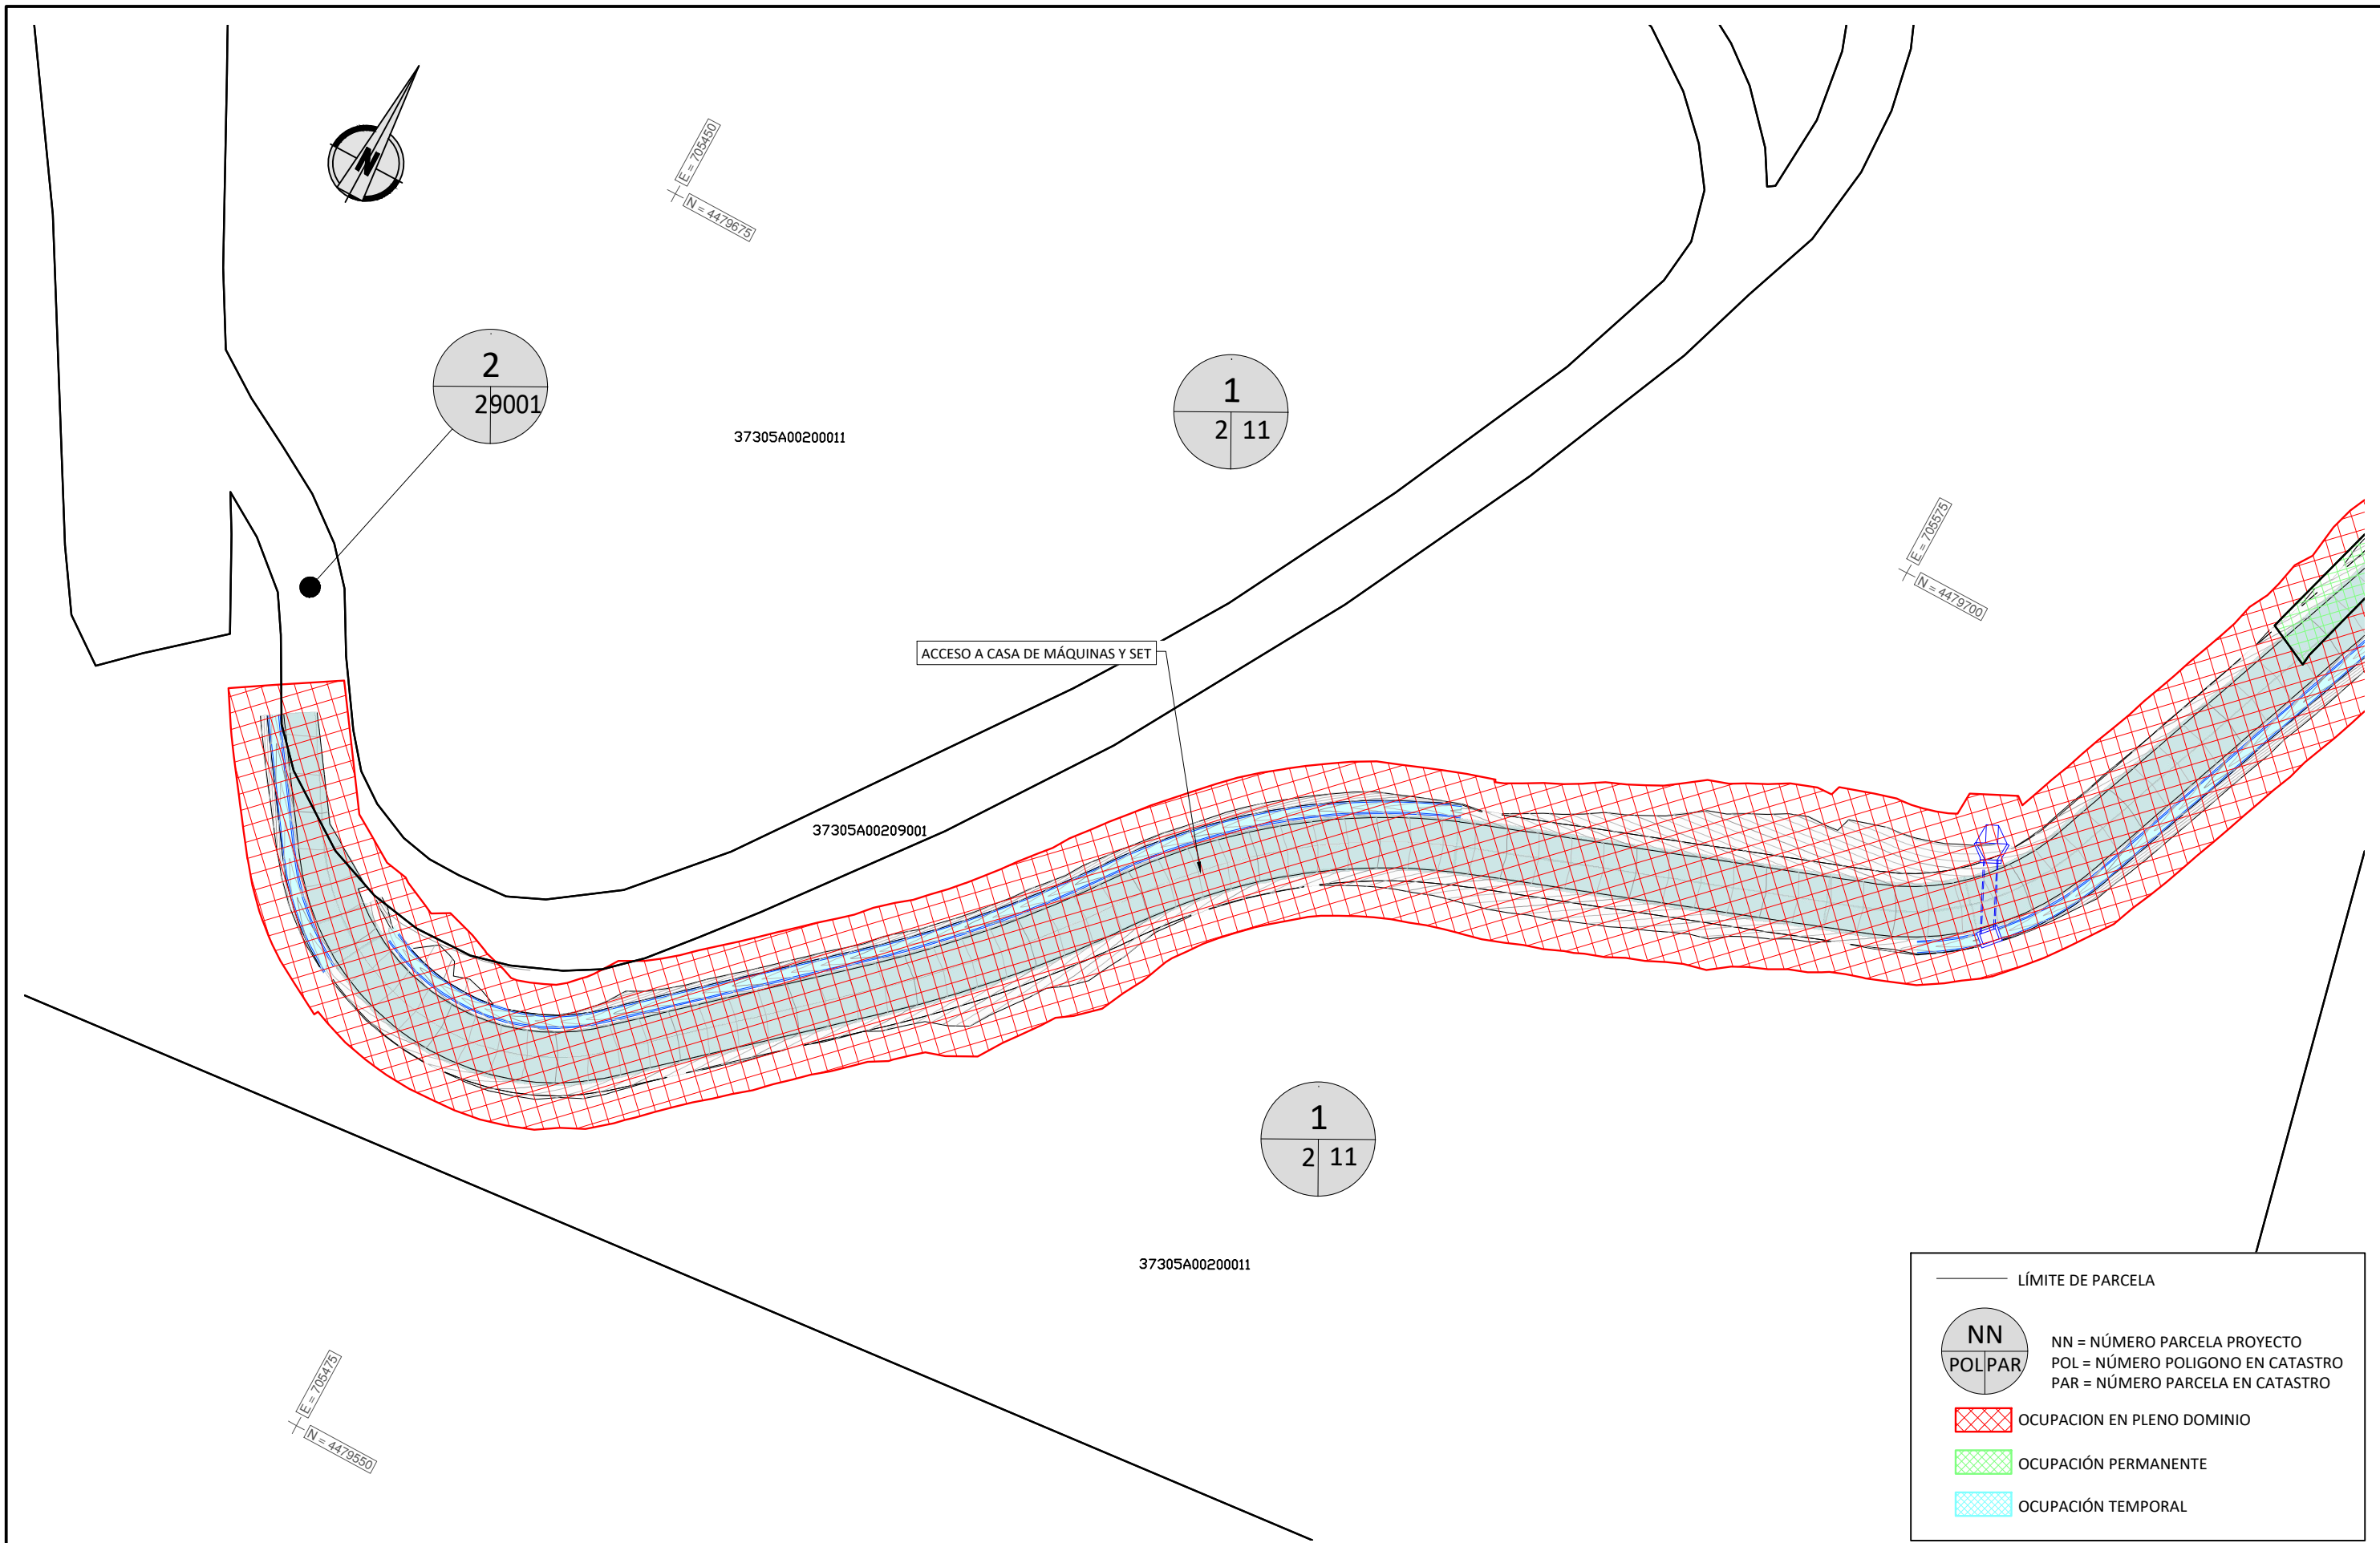 N
E = 705450
N = 4479675
2
29001
1
2 11
37305A00200011
E = 705575
N = 4479700
ACCESO A CASA DE MÁQUINAS Y SET
37305A00209001
1
2 11
37305A00200011
E = 705475
N = 4479550
LÍMITE DE PARCELA
NN
POL PAR
NN = NÚMERO PARCELA PROYECTO
POL = NÚMERO POLIGONO EN CATASTRO
PAR = NÚMERO PARCELA EN CATASTRO
OCUPACION EN PLENO DOMINIO
OCUPACIÓN PERMANENTE
OCUPACIÓN TEMPORAL